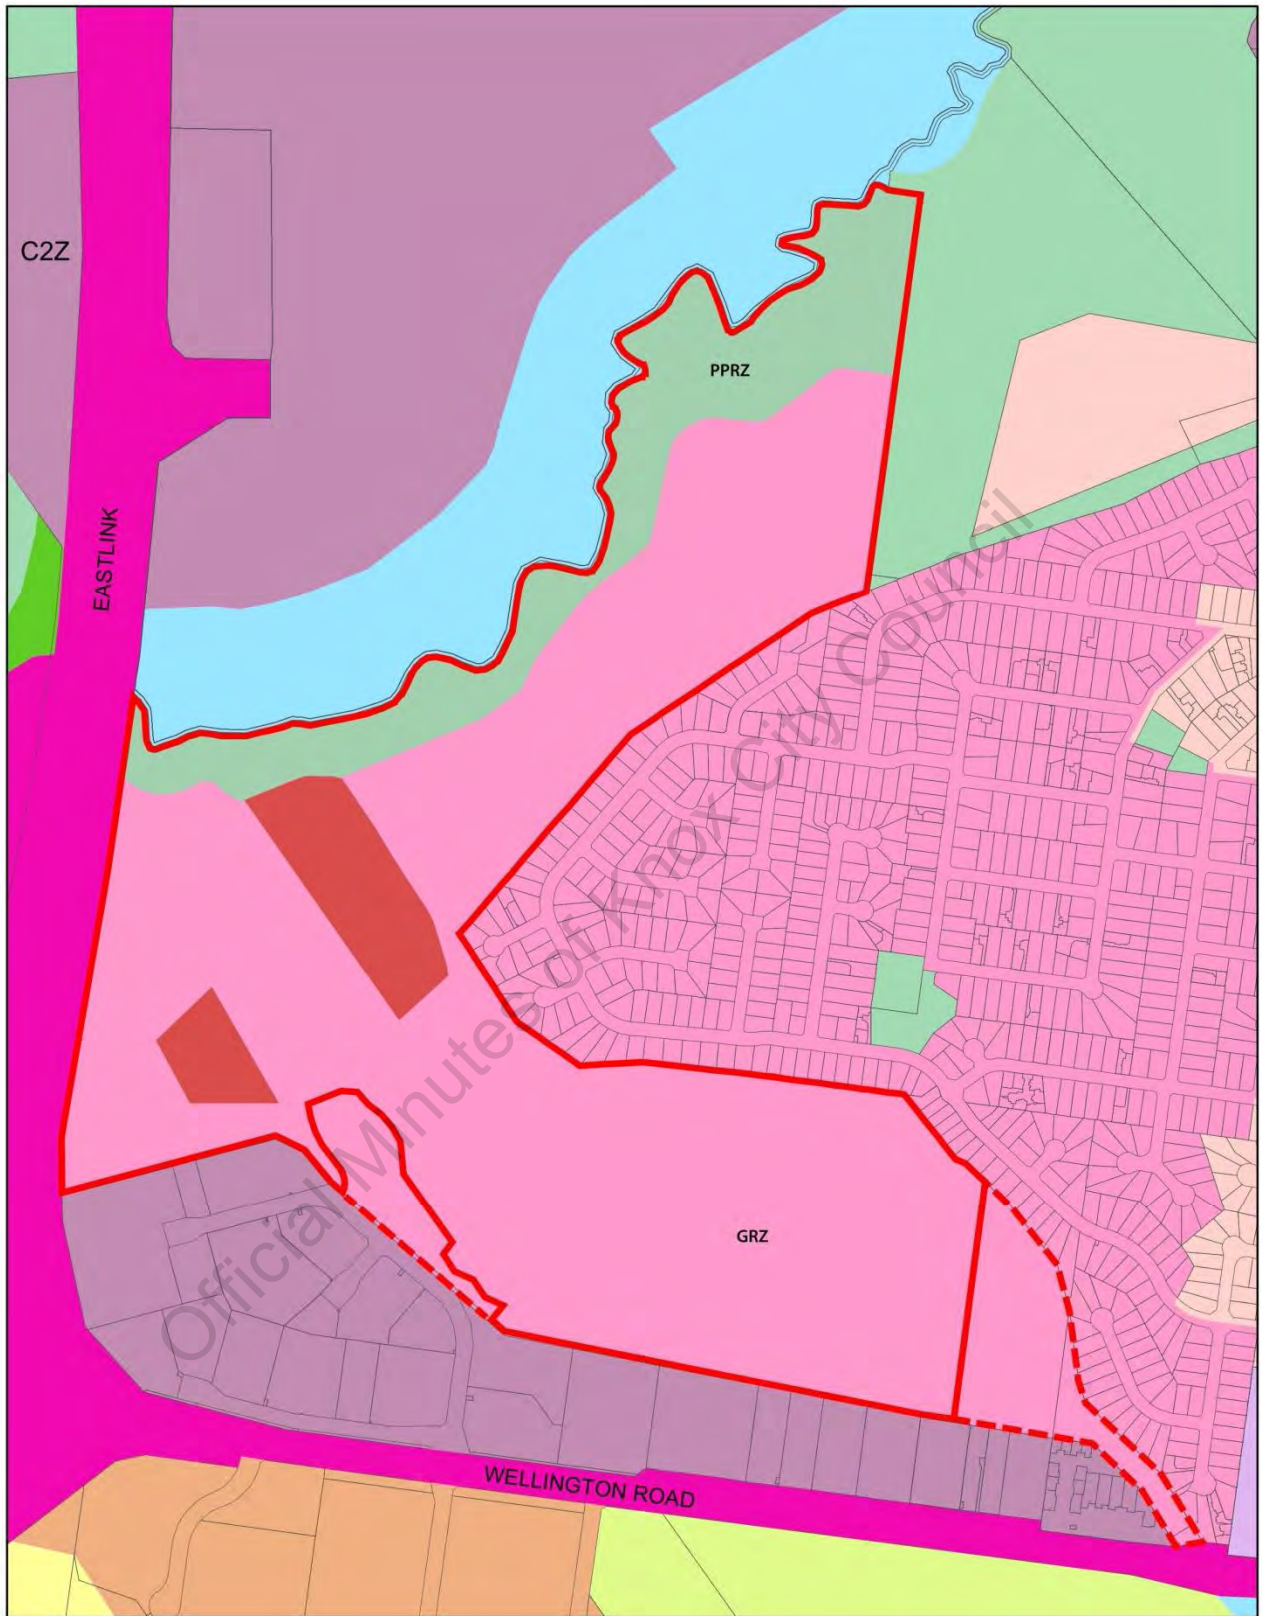 C2Z
PPRZ
EASTLINK
GRZ
WELLINGTON ROAD
Official Minutes of Knox City Council